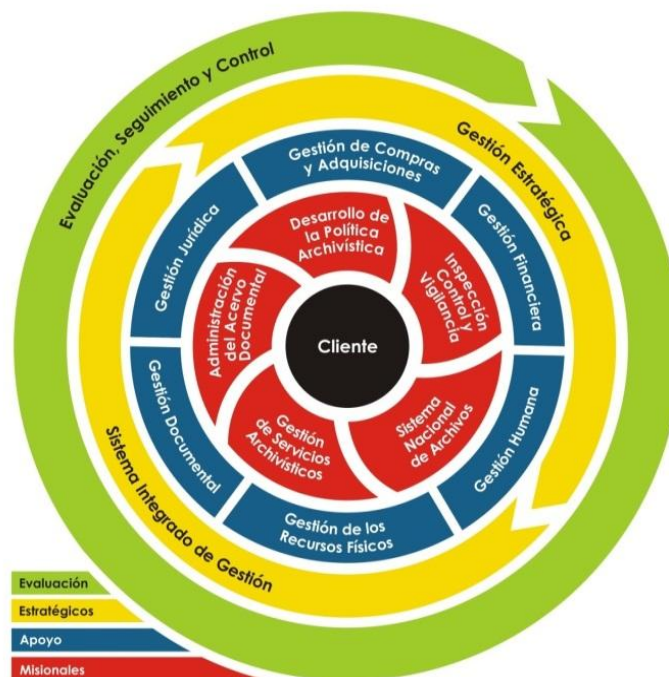 Evaluación, Seguimiento y Control
Gestión Estratégica
Sistema Integrado de Gestión
Gestión de Compras
y Adquisiciones
Gestión Financiera
Gestión Humana
Gestión de los
Recursos Físicos
Gestión Documental
Gestión Jurídica
Desarrollo de
la Política
Archivística
Inspección
Control y
vigilancia
Sistema
Nacional
de Archivos
Gestión
de Servicios
Archivísticos
Administración
del Acervo
Documental
Cliente
Evaluación
Estratégicos
Apoyo
Misionales